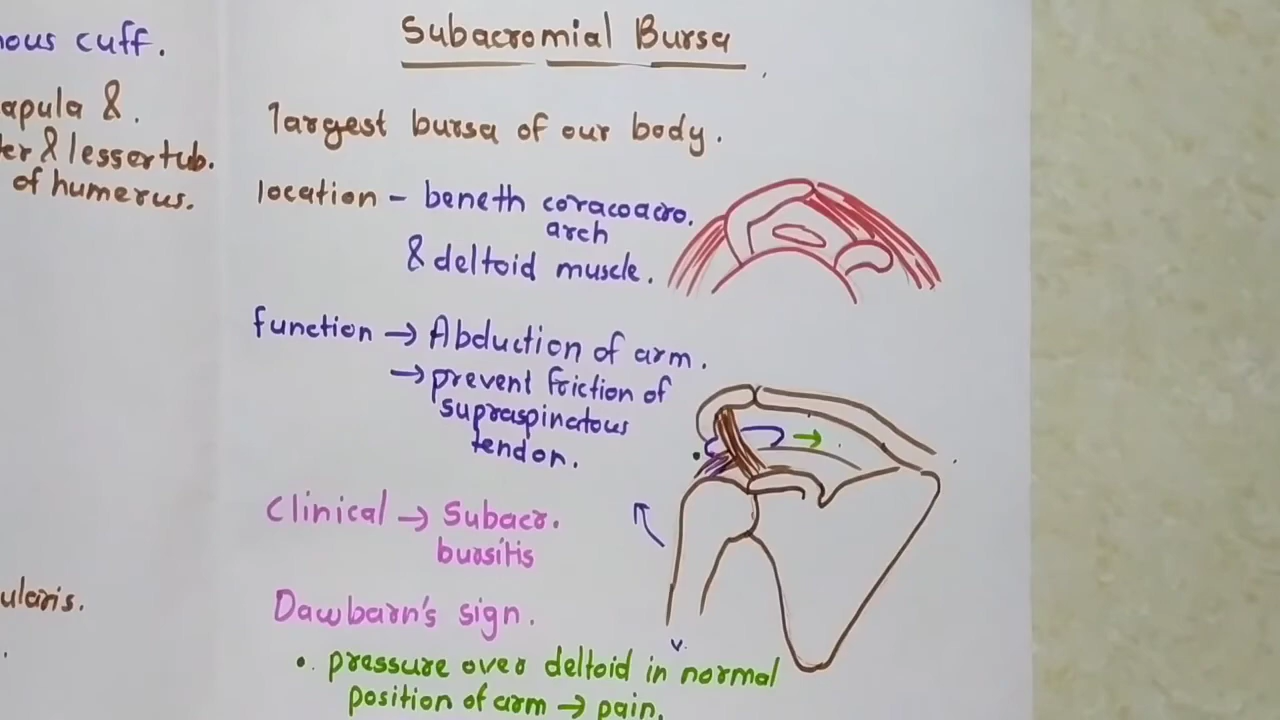 ous cuff.
apula &.
er & lesser tub.
of humerus.
ularis.
Subacromial Bursa
largest bursa of our body.
location - beneth coracoacro.
arch
& deltoid muscle.
function → Abduction of arm.
→ prevent friction of
supraspinatous
tendon.
Clinical → Subacr.
bursitis
Dawbarn's sign.
• pressure over deltoid in normal
position of arm → pain.